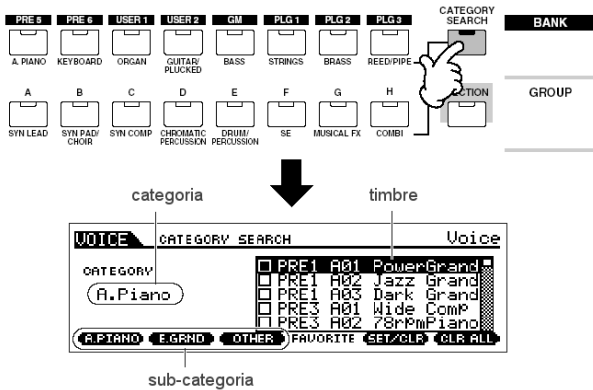 CATEGORY
SEARCH
PRE 5 PRE 6 USER 1 USER 2 GM PLG 1 PLG 2 PLG 3 BANK
A. PIANO KEYBOARD ORGAN GUITAR/ PLUCKED BASS STRINGS BRASS REED/PIPE
A B C D E F G H CTION GROUP
SYN LEAD SYN PAD/ CHOIR SYN COMP CHROMATIC PERCUSSION DRUM/ PERCUSSION SE MUSICAL FX COMBI
categoria timbre
VOICE CATEGORY SEARCH Voice
CATEGORY
A.Piano
PRE1 A01 PowerGrand
PRE1 A02 Jazz Grand
PRE1 A03 Dark Grand
PRE3 A01 Wide Comp
PRE3 A02 78rpmPiano
A.PIANO E.GRND OTHER FAVORITE SET/CLR CLR ALL
sub-categoria